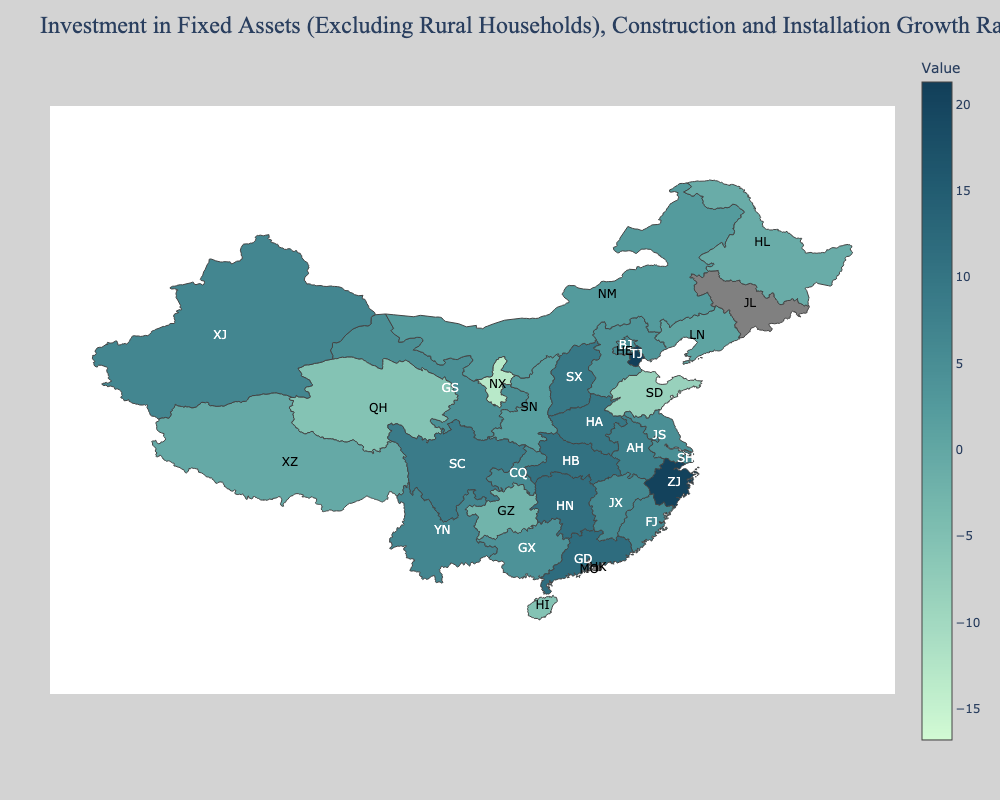 Investment in Fixed Assets (Excluding Rural Households), Construction and Installation Growth Ra
Value
20
15
10
5
0
−5
−10
−15
HL
NM
JL
XJ
LN
BJ
HE
TJ
SX
NX
GS
SD
QH
SN
HA
JS
AH
SH
XZ
SC
HB
CQ
ZJ
HN
JX
GZ
FJ
YN
GX
GD
HK
MO
HI